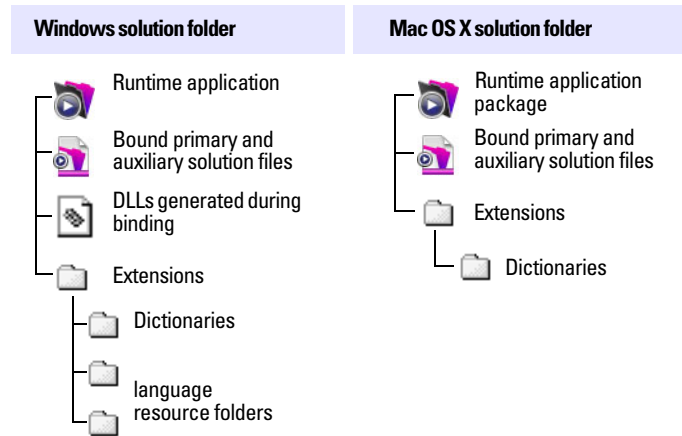 Windows solution folder
Runtime application
Bound primary and
auxiliary solution files
DLLs generated during
binding
Extensions
Dictionaries
language
resource folders
Mac OS X solution folder
Runtime application
package
Bound primary and
auxiliary solution files
Extensions
Dictionaries